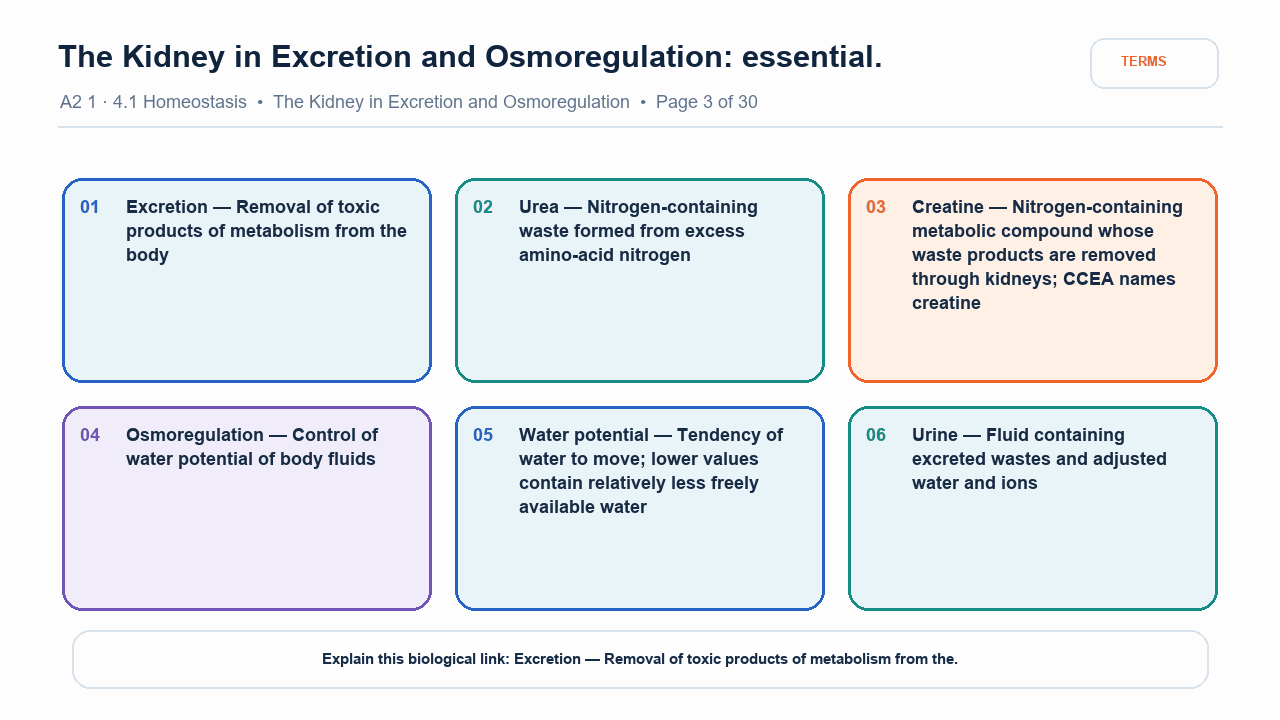 The Kidney in Excretion and Osmoregulation: essential.
TERMS
A2 1 · 4.1 Homeostasis • The Kidney in Excretion and Osmoregulation • Page 3 of 30
01
Excretion — Removal of toxic
products of metabolism from the
body
02
Urea — Nitrogen-containing
waste formed from excess
amino-acid nitrogen
03
Creatine — Nitrogen-containing
metabolic compound whose
waste products are removed
through kidneys; CCEA names
creatine
04
Osmoregulation — Control of
water potential of body fluids
05
Water potential — Tendency of
water to move; lower values
contain relatively less freely
available water
06
Urine — Fluid containing
excreted wastes and adjusted
water and ions
Explain this biological link: Excretion — Removal of toxic products of metabolism from the.